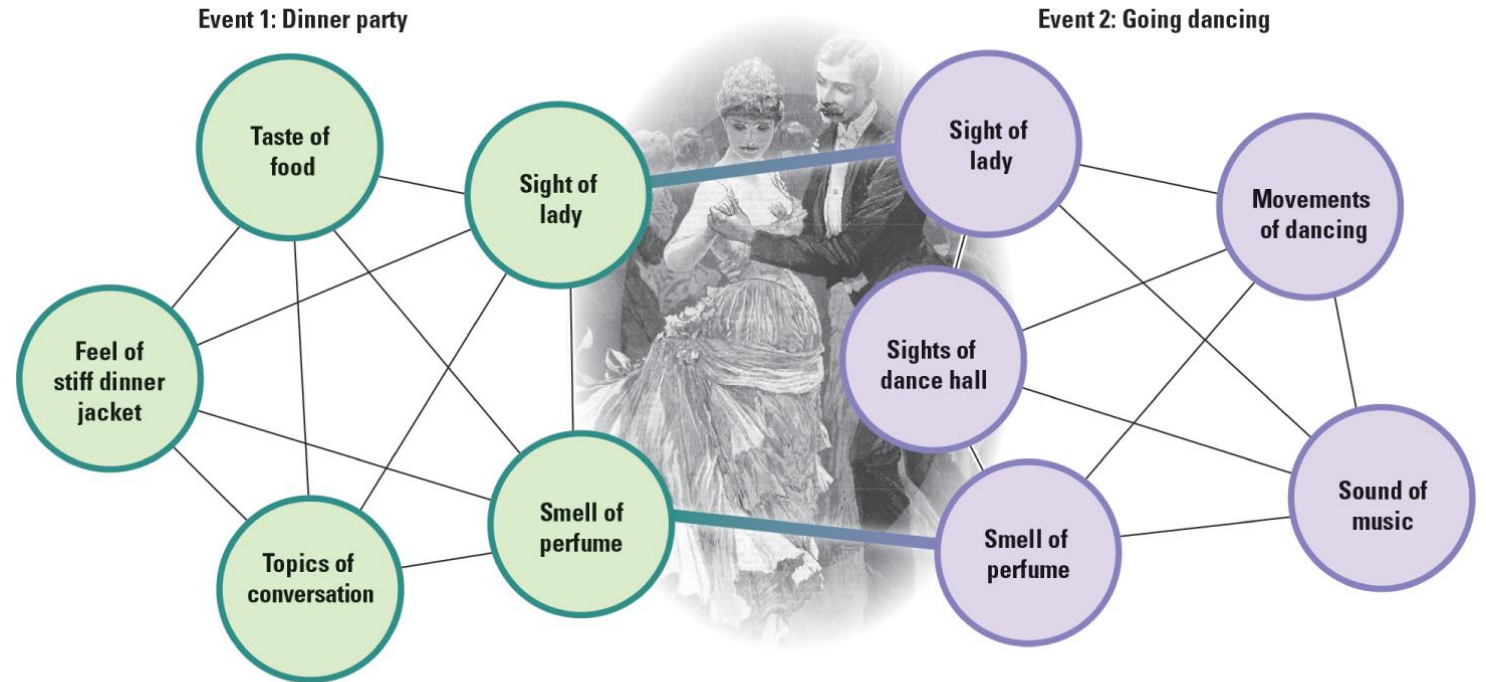 Event 1: Dinner party
Event 2: Going dancing
Taste of
food
Sight of
lady
Feel of
stiff dinner
jacket
Topics of
conversation
Smell of
perfume
Sight of
lady
Movements
of dancing
Sights of
dance hall
Smell of
perfume
Sound of
music